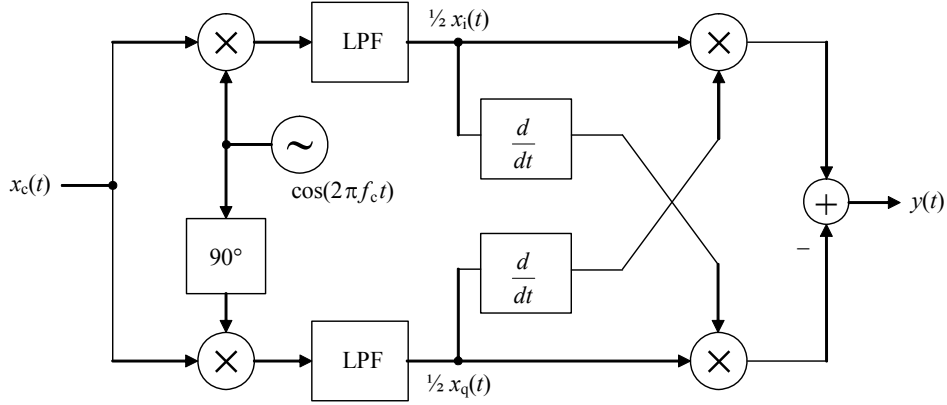 ½ xi(t)
× LPF ×
d
dt
~
xc(t)
cos(2πfct)
+ y(t)
–
90°
d
dt
× LPF ×
½ xq(t)